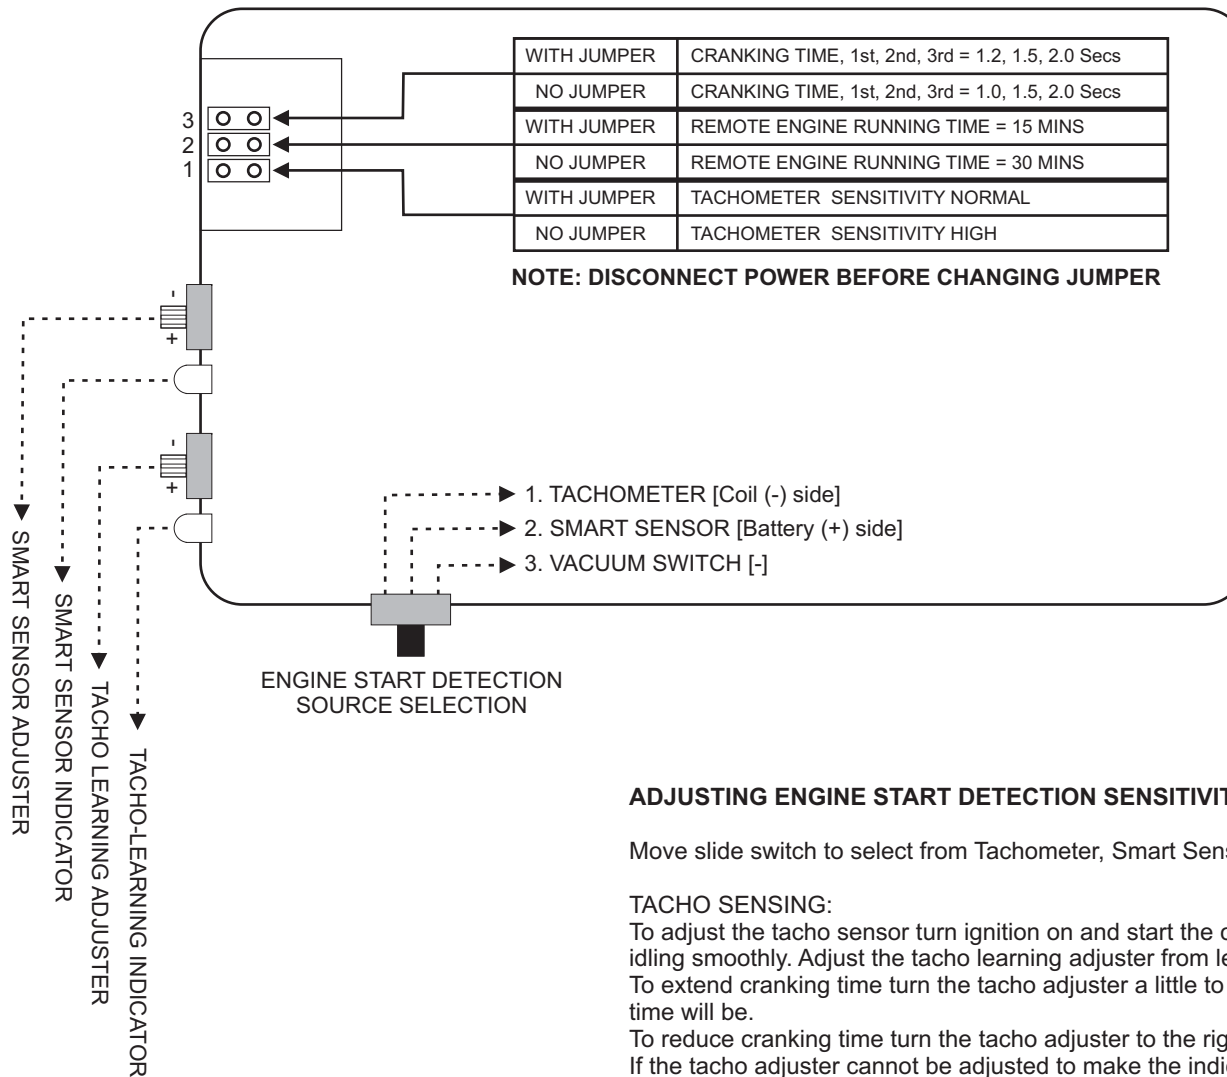 WITH JUMPER CRANKING TIME, 1st, 2nd, 3rd = 1.2, 1.5, 2.0 Secs
NO JUMPER CRANKING TIME, 1st, 2nd, 3rd = 1.0, 1.5, 2.0 Secs
WITH JUMPER REMOTE ENGINE RUNNING TIME = 15 MINS
NO JUMPER REMOTE ENGINE RUNNING TIME = 30 MINS
WITH JUMPER TACHOMETER SENSITIVITY NORMAL
NO JUMPER TACHOMETER SENSITIVITY HIGH
3
2
1
NOTE: DISCONNECT POWER BEFORE CHANGING JUMPER
-
+
-
+
1. TACHOMETER [Coil (-) side]
2. SMART SENSOR [Battery (+) side]
3. VACUUM SWITCH [-]
ENGINE START DETECTION
SOURCE SELECTION
SMART SENSOR ADJUSTER
SMART SENSOR INDICATOR
TACHO LEARNING ADJUSTER
TACHO-LEARNING INDICATOR
ADJUSTING ENGINE START DETECTION
Move slide switch to select from Tachometer, Smart
TACHO SENSING:
To adjust the tacho sensor turn ignition on and start the
idling smoothly. Adjust the tacho learning adjuster from
To extend cranking time turn the tacho adjuster a little to
time will be.
To reduce cranking time turn the tacho adjuster to the
If the tacho adjuster cannot be adjusted to make the